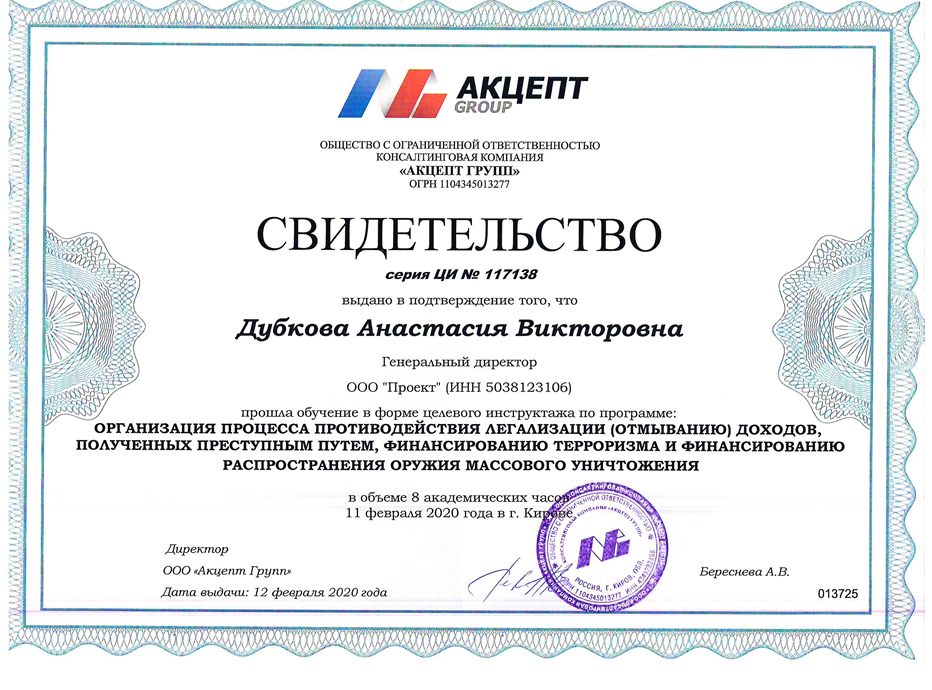 АКЦЕПТ
GROUP
ОБЩЕСТВО С ОГРАНИЧЕННОЙ ОТВЕТСТВЕННОСТЬЮ
КОНСАЛТИНГОВАЯ КОМПАНИЯ
«АКЦЕПТ ГРУПП»
ОГРН 1104345013277
СВИДЕТЕЛЬСТВО
серия ЦИ № 117138
выдано в подтверждение того, что
Дубкова Анастасия Викторовна
Генеральный директор
ООО "Проект" (ИНН 5038123106)
прошла обучение в форме целевого инструктажа по программе:
ОРГАНИЗАЦИЯ ПРОЦЕССА ПРОТИВОДЕЙСТВИЯ ЛЕГАЛИЗАЦИИ (ОТМЫВАНИЮ) ДОХОДОВ,
ПОЛУЧЕННЫХ ПРЕСТУПНЫМ ПУТЕМ, ФИНАНСИРОВАНИЮ ТЕРРОРИЗМА И ФИНАНСИРОВАНИЮ
РАСПРОСТРАНЕНИЯ ОРУЖИЯ МАССОВОГО УНИЧТОЖЕНИЯ
в объеме 8 академических часов
11 февраля 2020 года в г. Кирове
ОБЩЕСТВО С ОГРАНИЧЕННОЙ ОТВЕТСТВЕННОСТЬЮ
КОНСАЛТИНГОВАЯ КОМПАНИЯ «АКЦЕПТ ГРУПП»
РОССИЯ, Г. КИРОВ
ОГРН 1104345013277
Директор
ООО «Акцепт Групп»
Береснева А.В.
Дата выдачи: 12 февраля 2020 года
013725